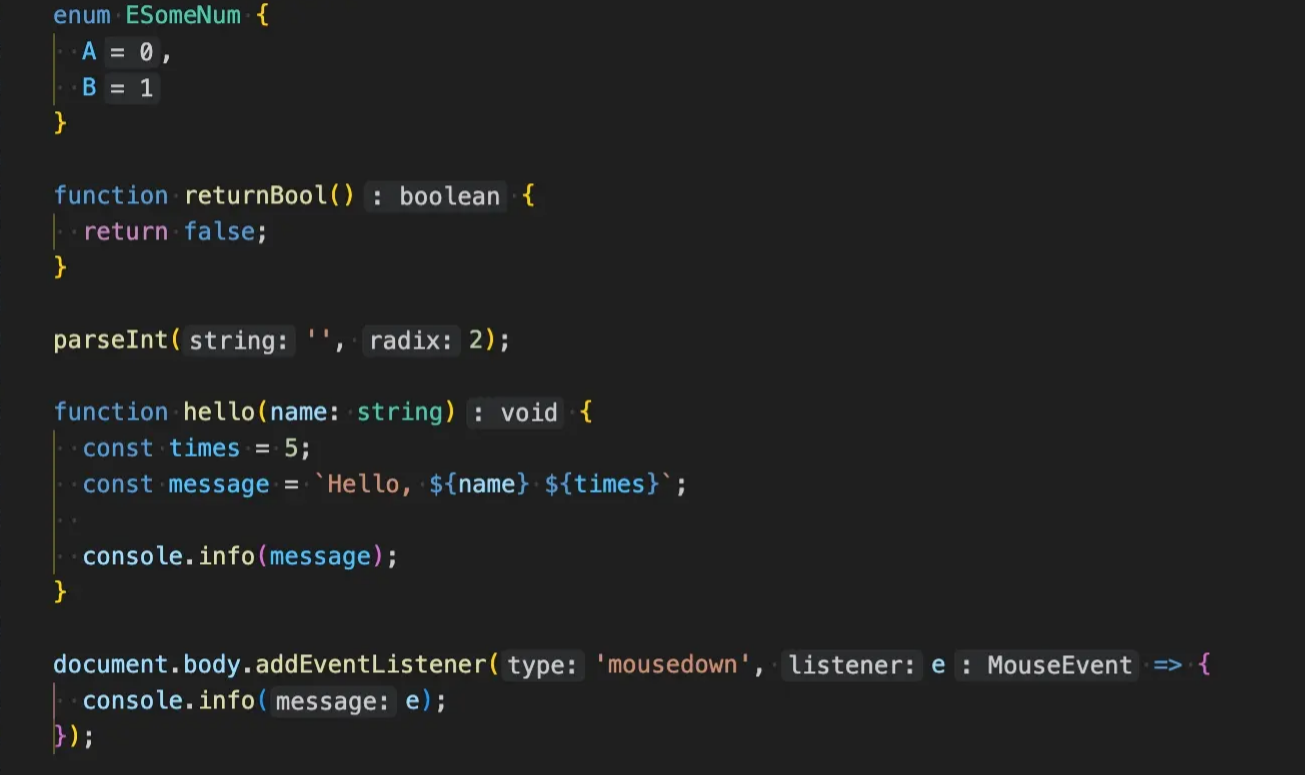 enum ESomeNum {
  A = 0,
  B = 1
}
function returnBool() : boolean {
  return false;
}
parseInt(string: '', radix: 2);
function hello(name: string) : void {
  const times = 5;
  const message = `Hello, ${name} ${times}`;
  console.info(message);
}
document.body.addEventListener(type: 'mousedown', listener: e : MouseEvent => {
  console.info(message: e);
});